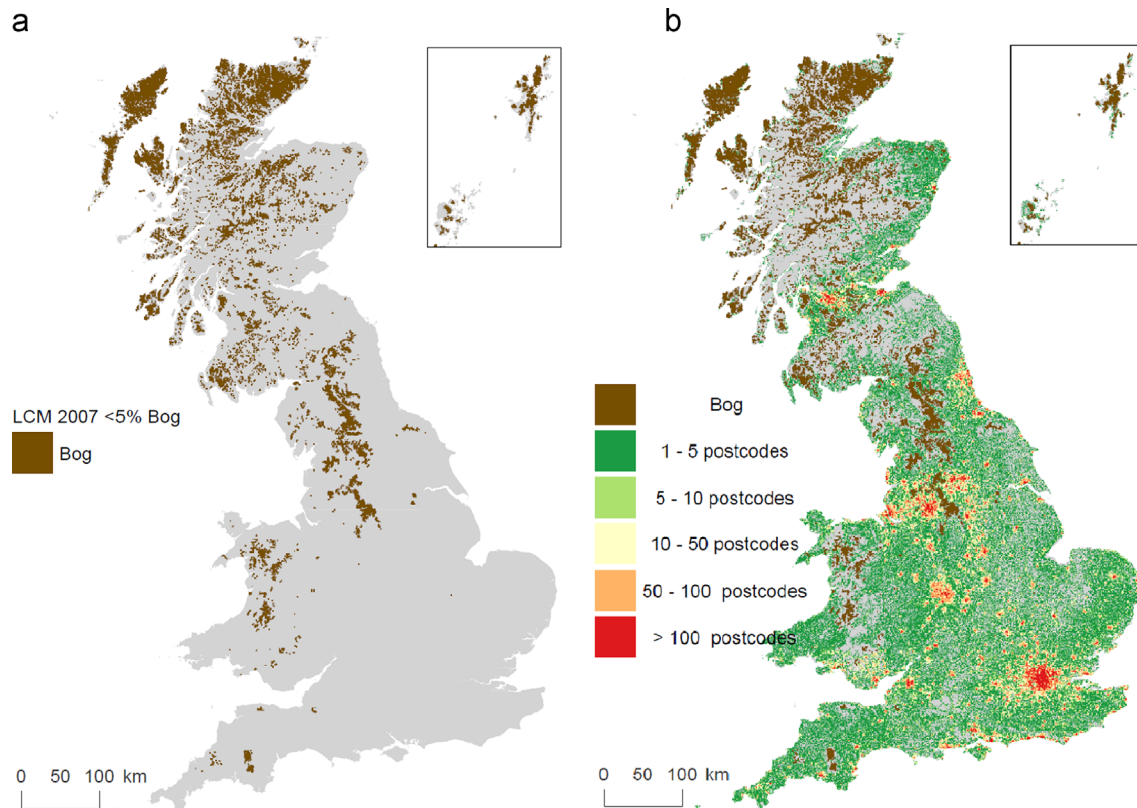 a
LCM 2007 <5% Bog
Bog
0 50 100 km
b
Bog
1 - 5 postcodes
5 - 10 postcodes
10 - 50 postcodes
50 - 100 postcodes
> 100 postcodes
0 50 100 km